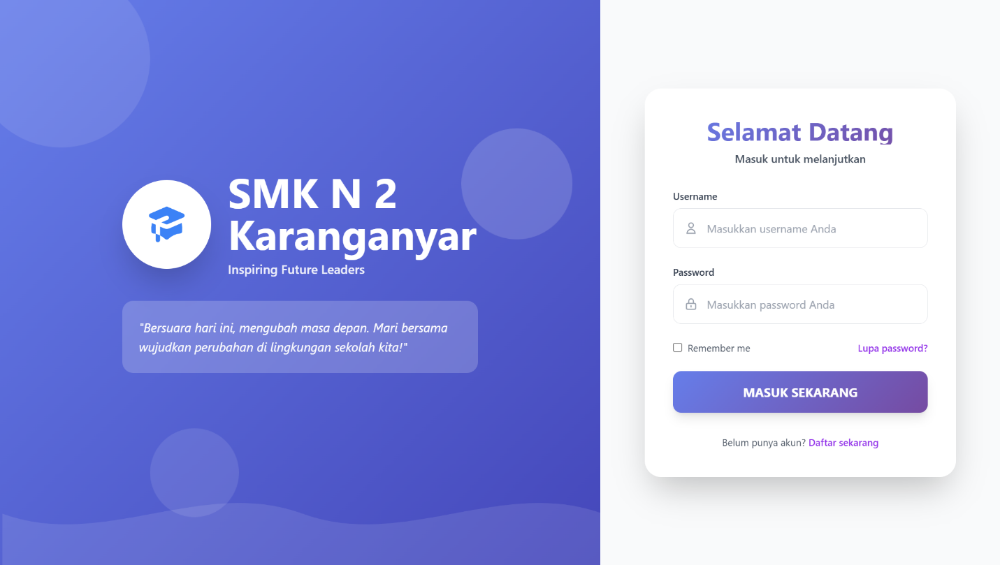 SMK N 2
Karanganyar
Inspiring Future Leaders
"Bersuara hari ini, mengubah masa depan. Mari bersama
wujudkan perubahan di lingkungan sekolah kita!"
Selamat Datang
Masuk untuk melanjutkan
Username
Masukkan username Anda
Password
Masukkan password Anda
Remember me
Lupa password?
MASUK SEKARANG
Belum punya akun? Daftar sekarang